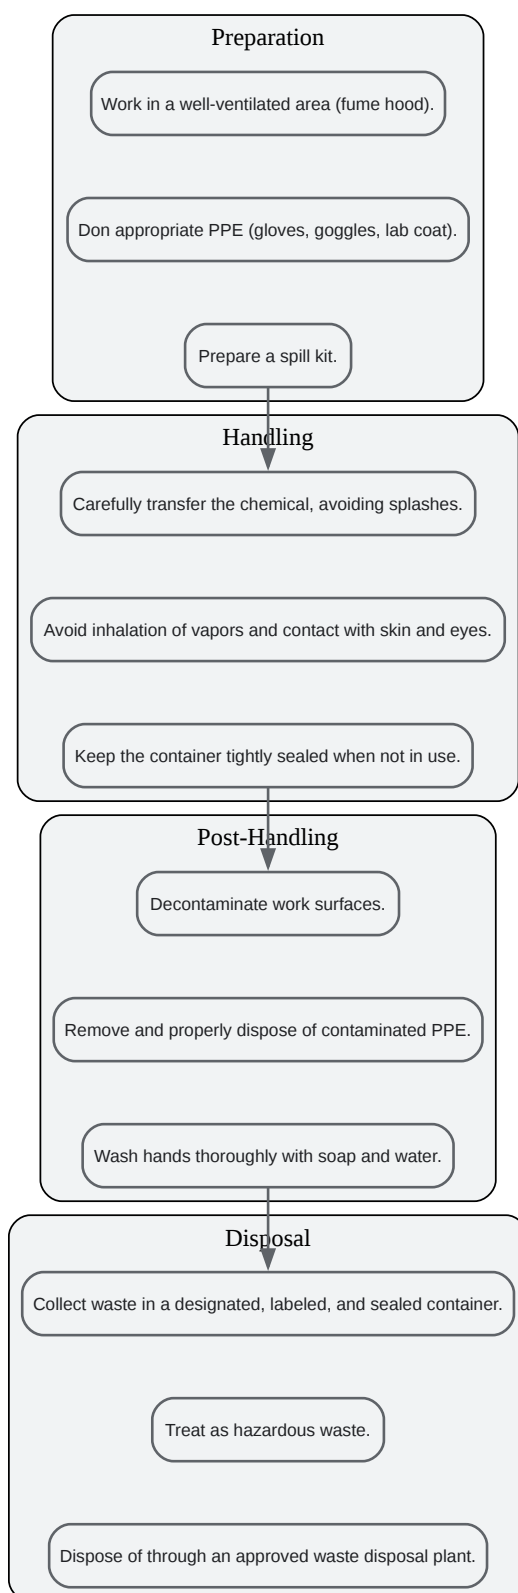 Preparation
Work in a well-ventilated area (fume hood).
Don appropriate PPE (gloves, goggles, lab coat).
Prepare a spill kit.
Handling
Carefully transfer the chemical, avoiding splashes.
Avoid inhalation of vapors and contact with skin and eyes.
Keep the container tightly sealed when not in use.
Post-Handling
Decontaminate work surfaces.
Remove and properly dispose of contaminated PPE.
Wash hands thoroughly with soap and water.
Disposal
Collect waste in a designated, labeled, and sealed container.
Treat as hazardous waste.
Dispose of through an approved waste disposal plant.